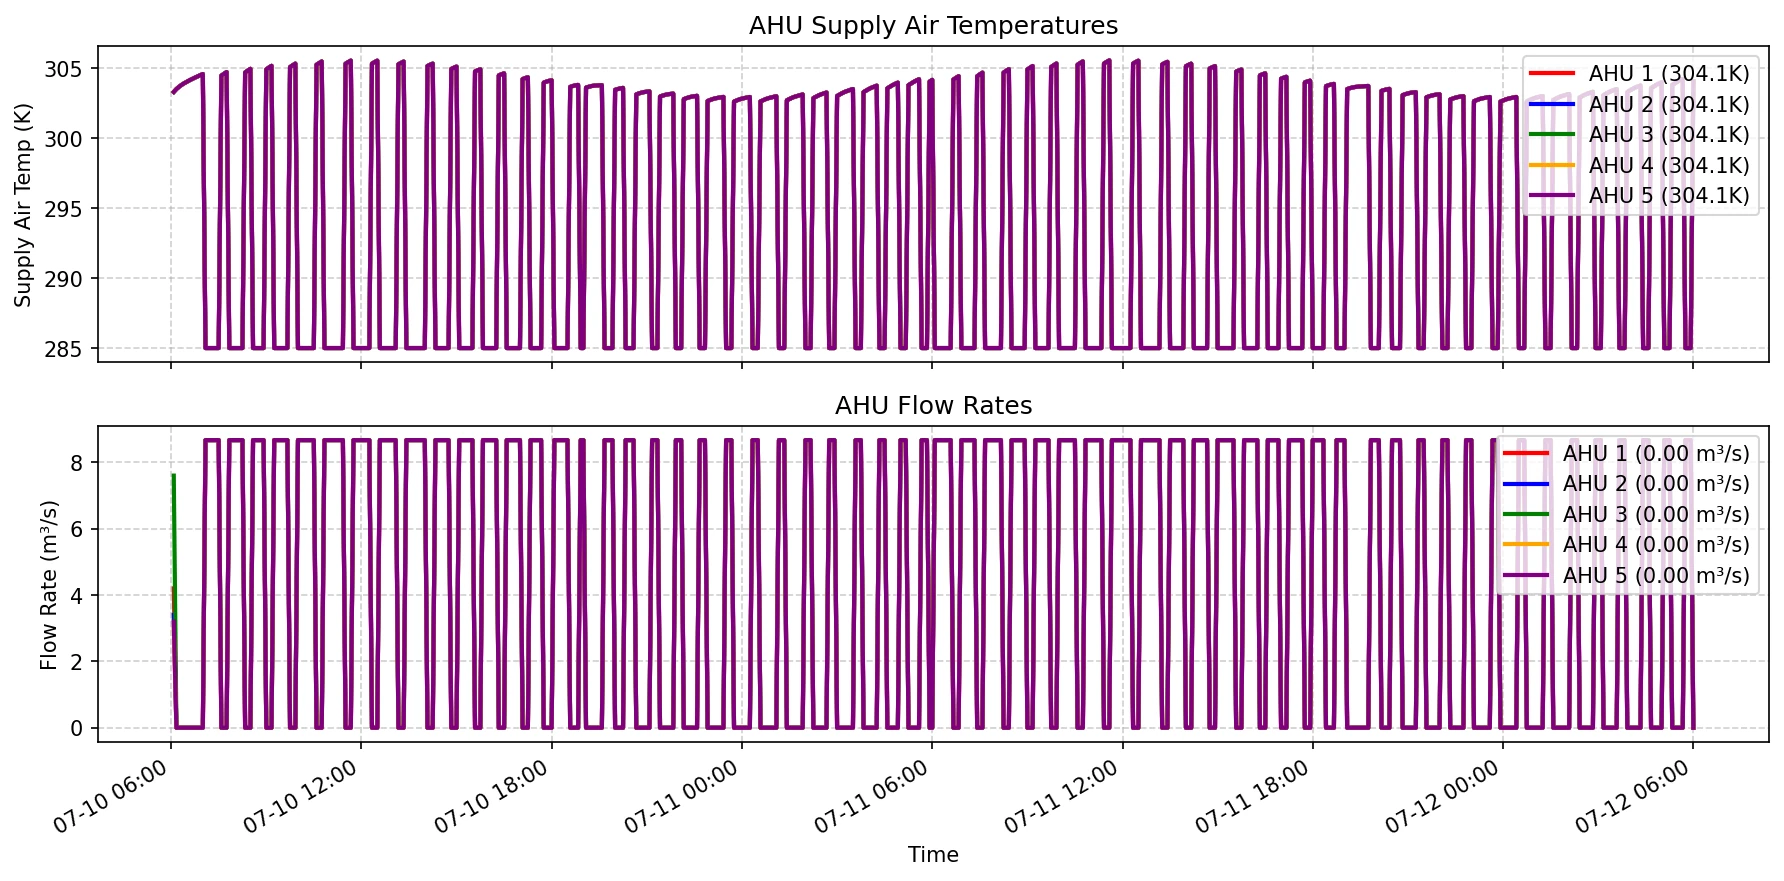 AHU Supply Air Temperatures
Supply Air Temp (K)
305
300
295
290
285
AHU 1 (304.1K)
AHU 2 (304.1K)
AHU 3 (304.1K)
AHU 4 (304.1K)
AHU 5 (304.1K)
AHU Flow Rates
Flow Rate (m³/s)
8
6
4
2
0
AHU 1 (0.00 m³/s)
AHU 2 (0.00 m³/s)
AHU 3 (0.00 m³/s)
AHU 4 (0.00 m³/s)
AHU 5 (0.00 m³/s)
07-10 06:00
07-10 12:00
07-10 18:00
07-11 00:00
07-11 06:00
07-11 12:00
07-11 18:00
07-12 00:00
07-12 06:00
Time